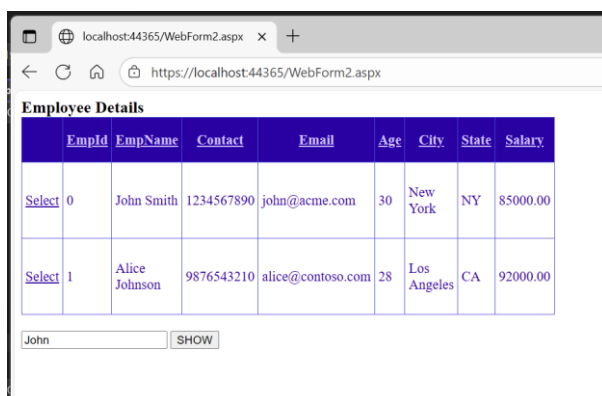 localhost:44365/WebForm2.aspx
https://localhost:44365/WebForm2.aspx
Employee Details
EmpId EmpName Contact Email Age City State Salary
Select 0 John Smith 1234567890 john@acme.com 30 New York NY 85000.00
Select 1 Alice Johnson 9876543210 alice@contoso.com 28 Los Angeles CA 92000.00
John SHOW